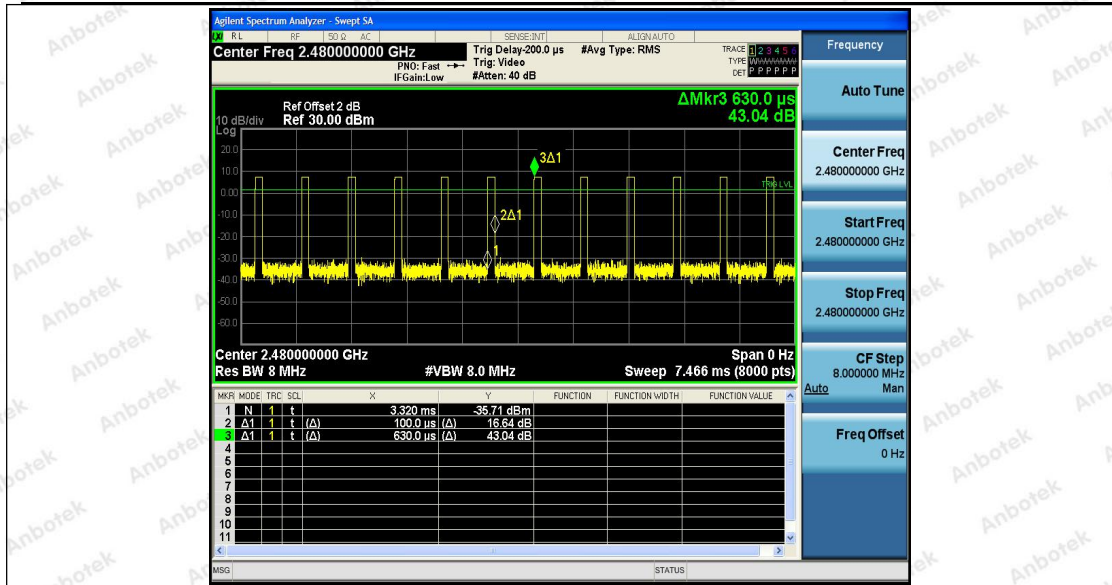 Agilent Spectrum Analyzer - Swept SA
RL RF 50 Ω AC SENSE:INT ALIGNAUTO
Center Freq 2.480000000 GHz
PNO: Fast
IFGain:Low
Trig Delay-200.0 µs
Trig: Video
#Atten: 40 dB
#Avg Type: RMS
TRACE 1 2 3 4 5 6
TYPE
DET P P P P P P
ΔMkr3 630.0 µs
43.04 dB
Ref Offset 2 dB
10 dB/div Ref 30.00 dBm
Log
20.0
10.0
0.00
-10.0
-20.0
-30.0
-40.0
-50.0
-60.0
3Δ1
TRIG LVL
2Δ1
1
Center 2.480000000 GHz Span 0 Hz
Res BW 8 MHz #VBW 8.0 MHz Sweep 7.466 ms (8000 pts)
MKR MODE TRC SCL X Y FUNCTION FUNCTION WIDTH FUNCTION VALUE
1 N 1 t 3.320 ms -35.71 dBm
2 Δ1 1 t (Δ) 100.0 µs (Δ) 16.64 dB
3 Δ1 1 t (Δ) 630.0 µs (Δ) 43.04 dB
4
5
6
7
8
9
10
11
MSG STATUS
Frequency
Auto Tune
Center Freq
2.480000000 GHz
Start Freq
2.480000000 GHz
Stop Freq
2.480000000 GHz
CF Step
8.000000 MHz
Auto Man
Freq Offset
0 Hz
Anbotek